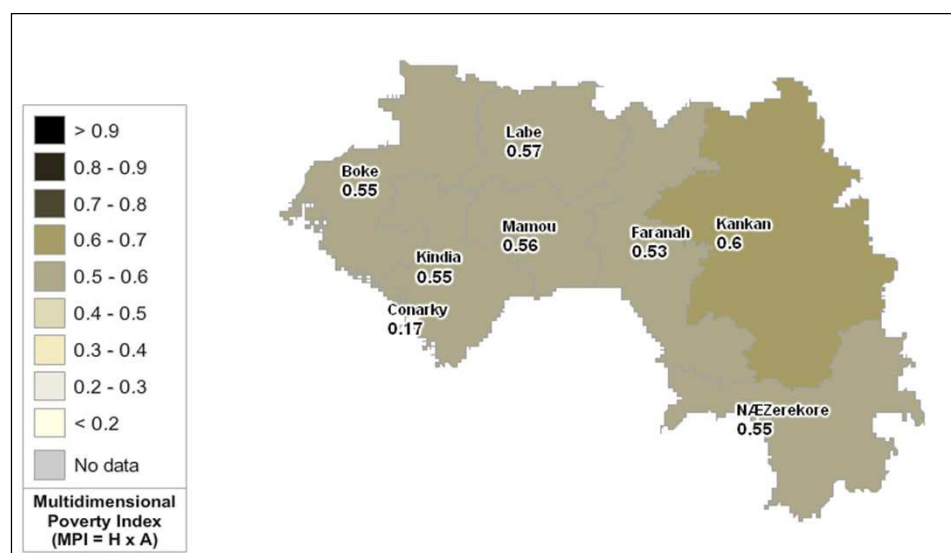 > 0.9
0.8 - 0.9
0.7 - 0.8
0.6 - 0.7
0.5 - 0.6
0.4 - 0.5
0.3 - 0.4
0.2 - 0.3
< 0.2
No data
Multidimensional
Poverty Index
(MPI = H x A)
Labe
0.57
Boke
0.55
Mamou
0.56
Faranah
0.53
Kankan
0.6
Kindia
0.55
Conarky
0.17
NÆZerekore
0.55